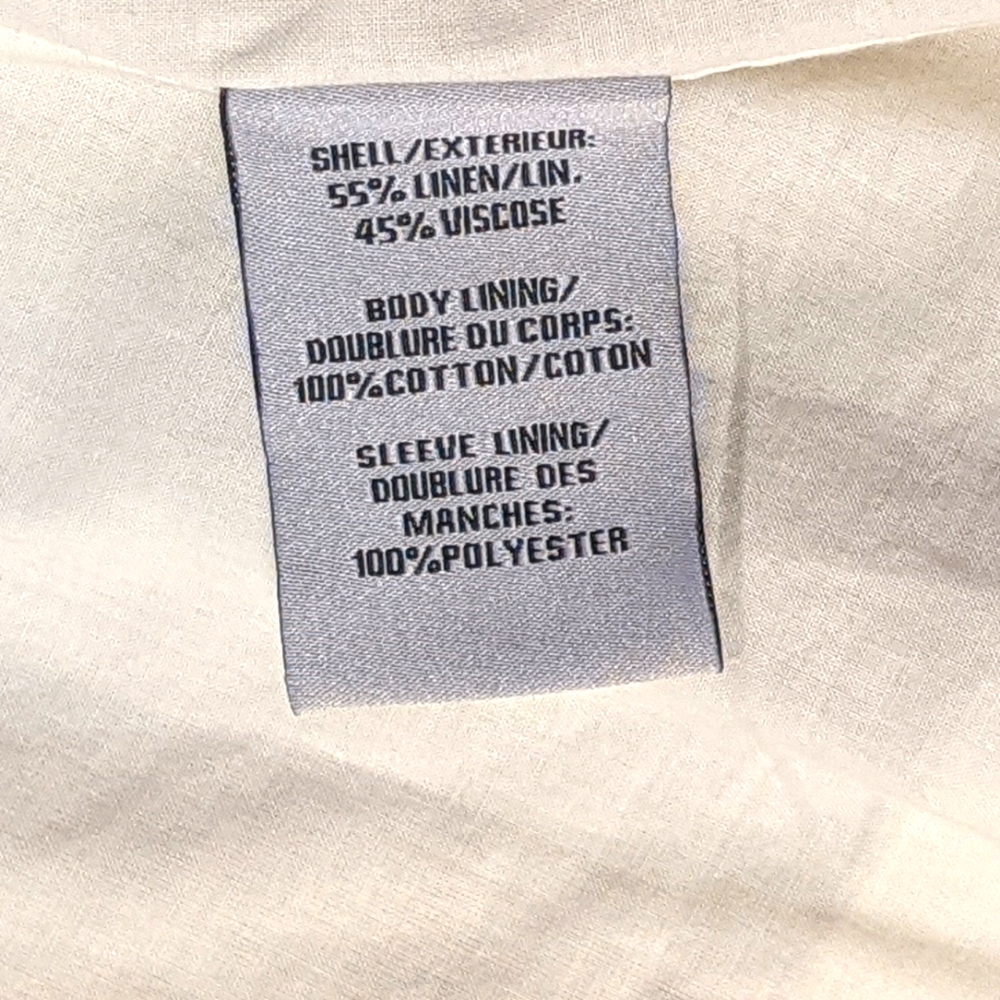 SHELL/EXTERIEUR:
55% LINEN/LIN.
45% VISCOSE
BODY LINING/
DOUBLURE DU CORPS:
100%COTTON/COTON
SLEEVE LINING/
DOUBLURE DES
MANCHES:
100%POLYESTER